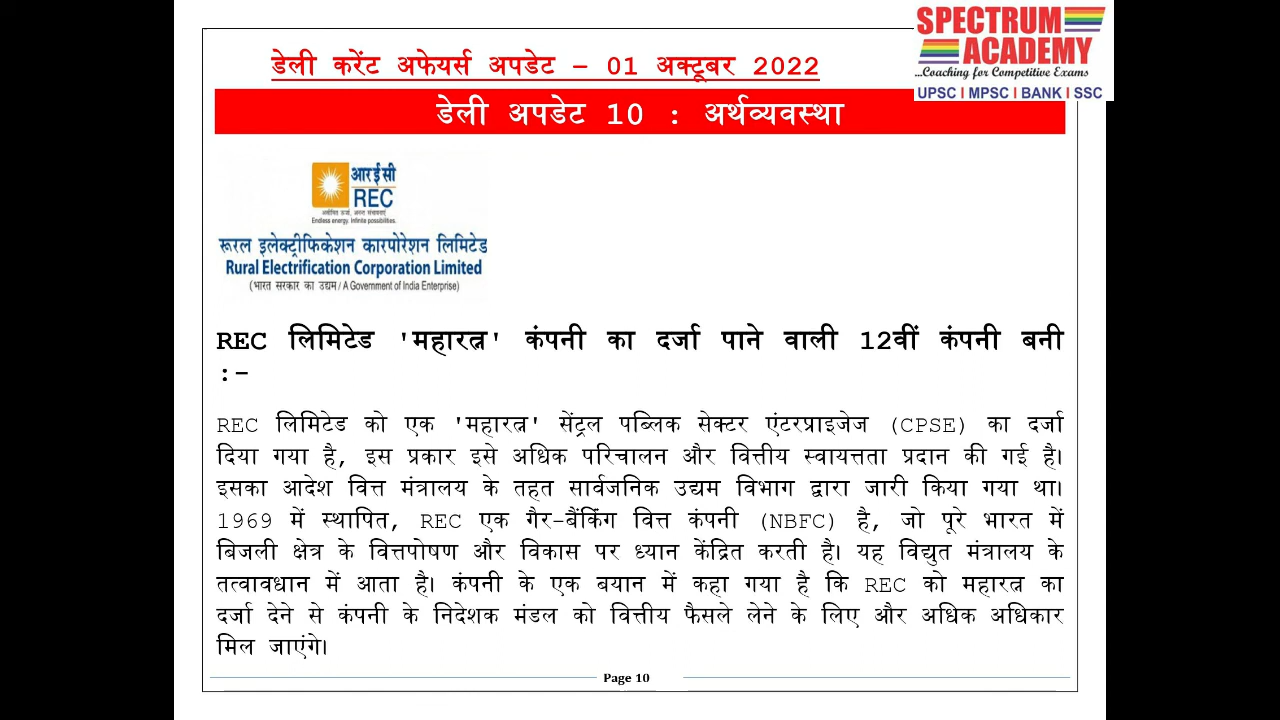 SPECTRUM
ACADEMY
...Coaching for Competitive Exams
UPSC I MPSC I BANK I SSC
डेली करेंट अफेयर्स अपडेट – 01 अक्टूबर 2022
डेली अपडेट 10 : अर्थव्यवस्था
आर ई सी
REC
असीमित ऊर्जा, अनन्त संभावनाएं
Endless energy. Infinite possibilities.
रूरल इलेक्ट्रीफिकेशन कारपोरेशन लिमिटेड
Rural Electrification Corporation Limited
(भारत सरकार का उद्यम / A Government of India Enterprise)
REC लिमिटेड 'महारत्न' कंपनी का दर्जा पाने वाली 12वीं कंपनी बनी
:-
REC लिमिटेड को एक 'महारत्न' सेंट्रल पब्लिक सेक्टर एंटरप्राइजेज (CPSE) का दर्जा
दिया गया है, इस प्रकार इसे अधिक परिचालन और वित्तीय स्वायत्तता प्रदान की गई है।
इसका आदेश वित्त मंत्रालय के तहत सार्वजनिक उद्यम विभाग द्वारा जारी किया गया था।
1969 में स्थापित, REC एक गैर-बैंकिंग वित्त कंपनी (NBFC) है, जो पूरे भारत में
बिजली क्षेत्र के वित्तपोषण और विकास पर ध्यान केंद्रित करती है। यह विद्युत मंत्रालय के
तत्वावधान में आता है। कंपनी के एक बयान में कहा गया है कि REC को महारत्न का
दर्जा देने से कंपनी के निदेशक मंडल को वित्तीय फैसले लेने के लिए और अधिक अधिकार
मिल जाएंगे।
Page 10